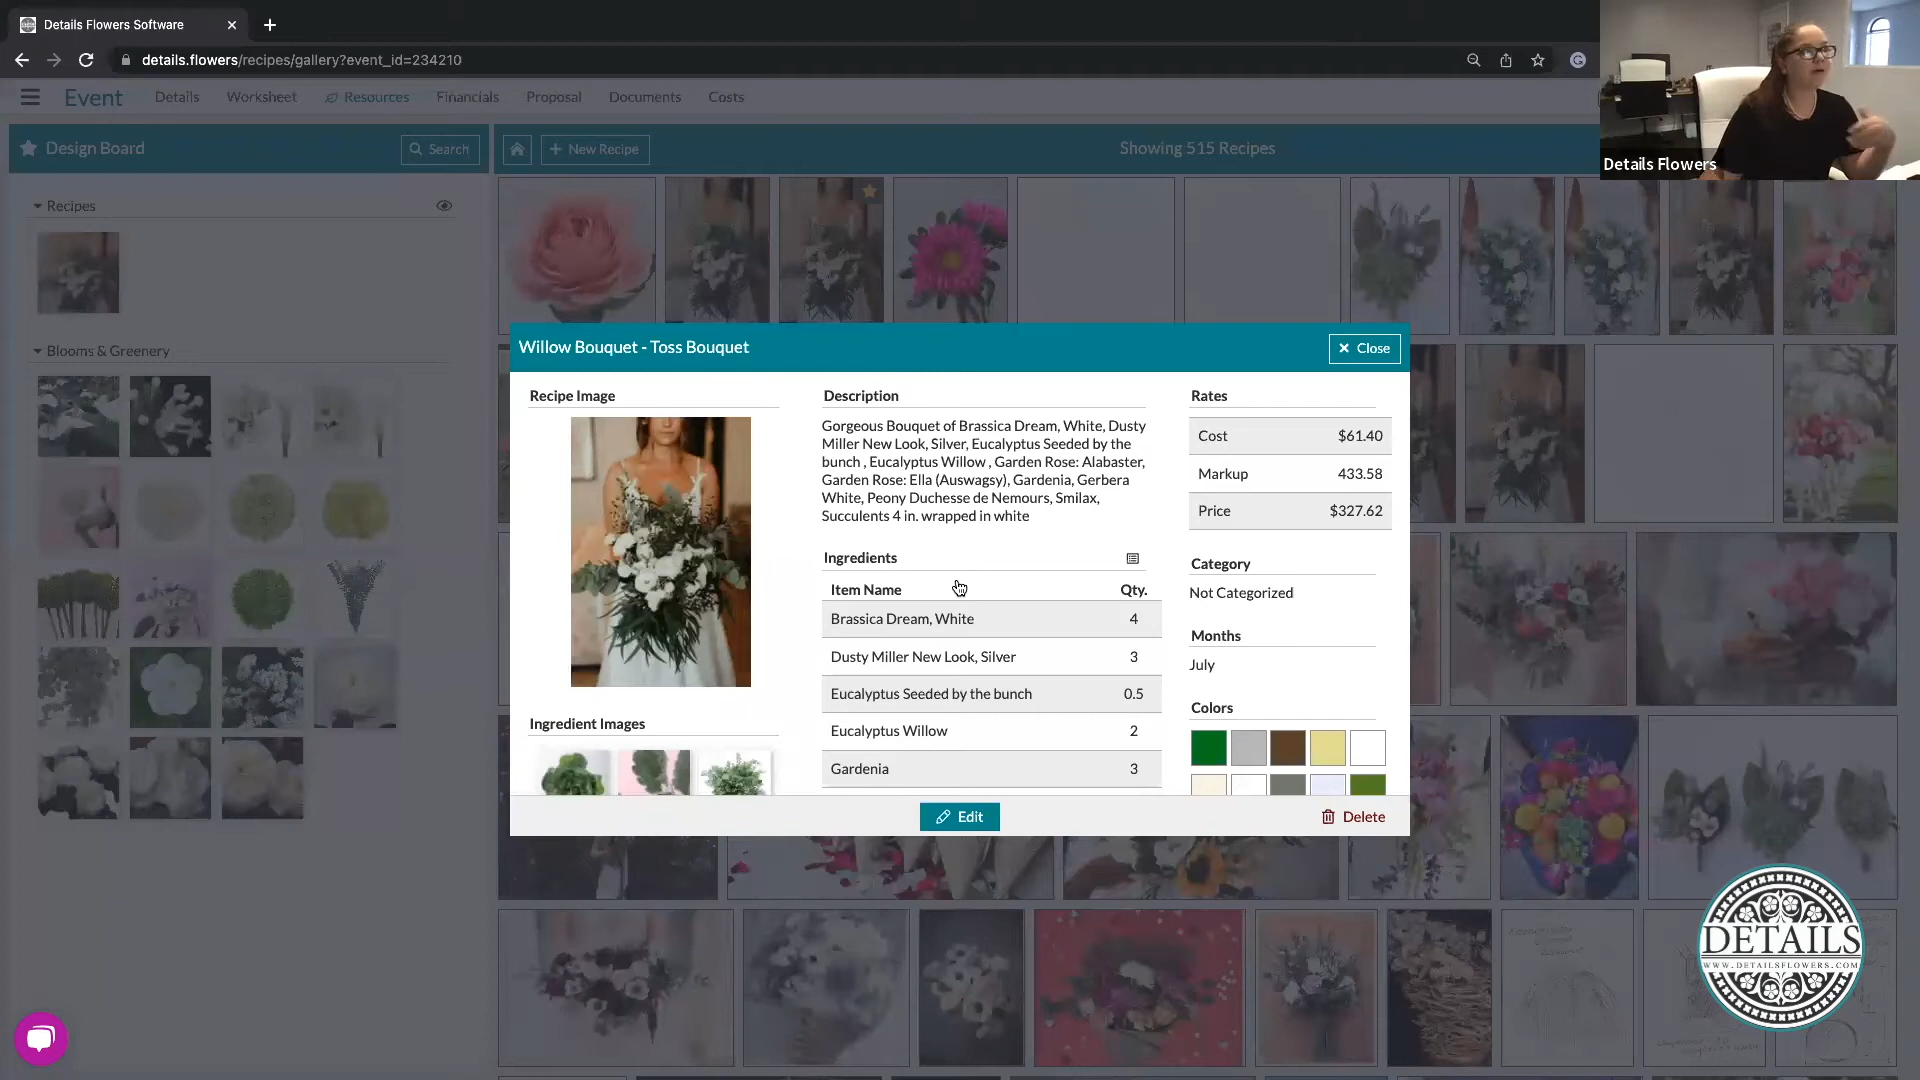 Details Flowers Software
details.flowers/recipes/gallery?event_id=234210
Event
Details
Worksheet
Resources
Financials
Proposal
Documents
Costs
Details Flowers
Design Board
Search
New Recipe
Showing 515 Recipes
Recipes
Blooms & Greenery
Willow Bouquet - Toss Bouquet
Close
Recipe Image
Ingredient Images
Description
Gorgeous Bouquet of Brassica Dream, White, Dusty
Miller New Look, Silver, Eucalyptus Seeded by the
bunch , Eucalyptus Willow , Garden Rose: Alabaster,
Garden Rose: Ella (Auswagsy), Gardenia, Gerbera
White, Peony Duchesse de Nemours, Smilax,
Succulents 4 in. wrapped in white
Ingredients
Item Name Qty.
Brassica Dream, White 4
Dusty Miller New Look, Silver 3
Eucalyptus Seeded by the bunch 0.5
Eucalyptus Willow 2
Gardenia 3
Rates
Cost $61.40
Markup 433.58
Price $327.62
Category
Not Categorized
Months
July
Colors
Edit
Delete
DETAILS
WWW.DETAILSFLOWERS.COM